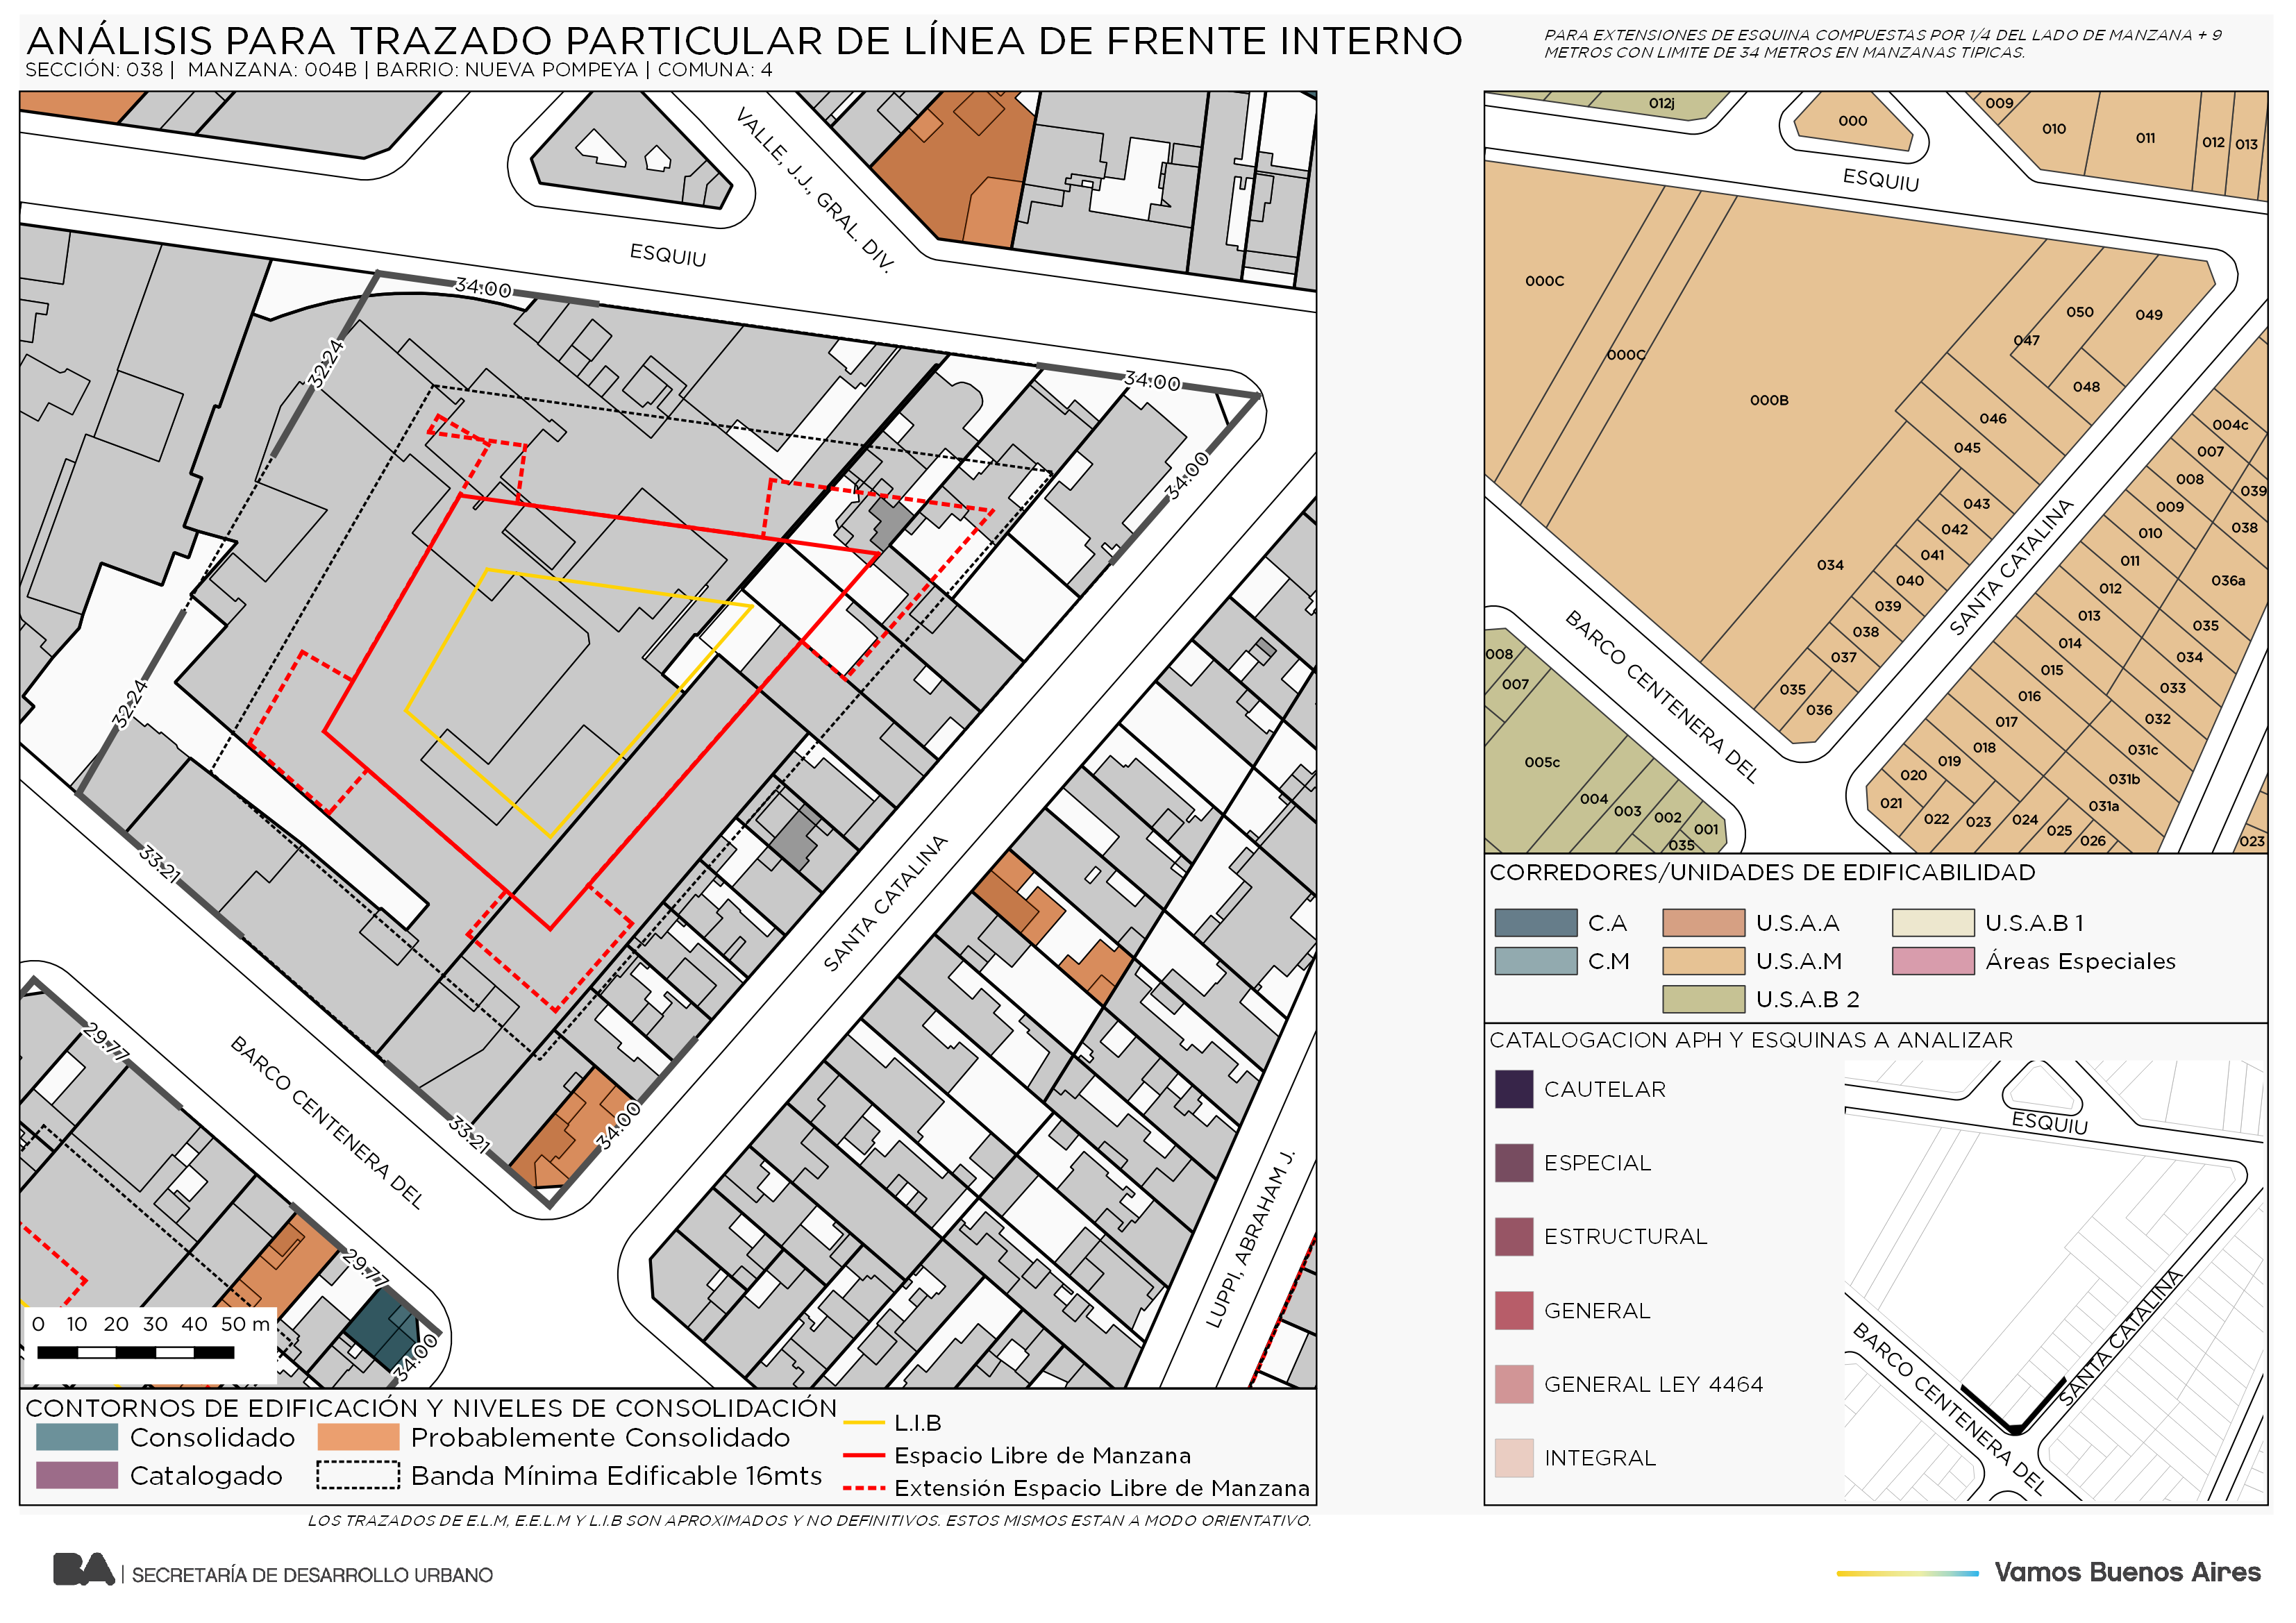 ANÁLISIS PARA TRAZADO PARTICULAR DE LÍNEA DE FRENTE INTERNO
SECCIÓN: 038 | MANZANA: 004B | BARRIO: NUEVA POMPEYA | COMUNA: 4
PARA EXTENSIONES DE ESQUINA COMPUESTAS POR 1/4 DEL LADO DE MANZANA + 9
METROS CON LIMITE DE 34 METROS EN MANZANAS TIPICAS.
VALLE, J.J., GRAL. DIV.
ESQUIU
34.00
34.00
32.24
34.00
32.24
33.21
SANTA CATALINA
29.77
BARCO CENTENERA DEL
33.21
34.00
LUPPI, ABRAHAM J.
29.77
34.00
0 10 20 30 40 50 m
CONTORNOS DE EDIFICACIÓN Y NIVELES DE CONSOLIDACIÓN
Consolidado
Probablemente Consolidado
Catalogado
Banda Mínima Edificable 16mts
L.I.B
Espacio Libre de Manzana
Extensión Espacio Libre de Manzana
LOS TRAZADOS DE E.L.M, E.E.L.M Y L.I.B SON APROXIMADOS Y NO DEFINITIVOS. ESTOS MISMOS ESTAN A MODO ORIENTATIVO.
012j
000
009
010
011
012
013
ESQUIU
000C
000C
000B
047
050
049
048
046
045
004c
007
008
039
009
038
010
043
042
041
040
039
038
037
034
035
036
011
012
036a
013
035
014
034
015
033
016
032
017
031c
018
031b
019
031a
020
021
022
023
024
025
026
023
SANTA CATALINA
BARCO CENTENERA DEL
008
007
005c
004
003
002
001
035
CORREDORES/UNIDADES DE EDIFICABILIDAD
C.A
U.S.A.A
U.S.A.B 1
C.M
U.S.A.M
Áreas Especiales
U.S.A.B 2
CATALOGACION APH Y ESQUINAS A ANALIZAR
CAUTELAR
ESPECIAL
ESTRUCTURAL
GENERAL
GENERAL LEY 4464
INTEGRAL
ESQUIU
SANTA CATALINA
BARCO CENTENERA DEL
BA | SECRETARÍA DE DESARROLLO URBANO
Vamos Buenos Aires